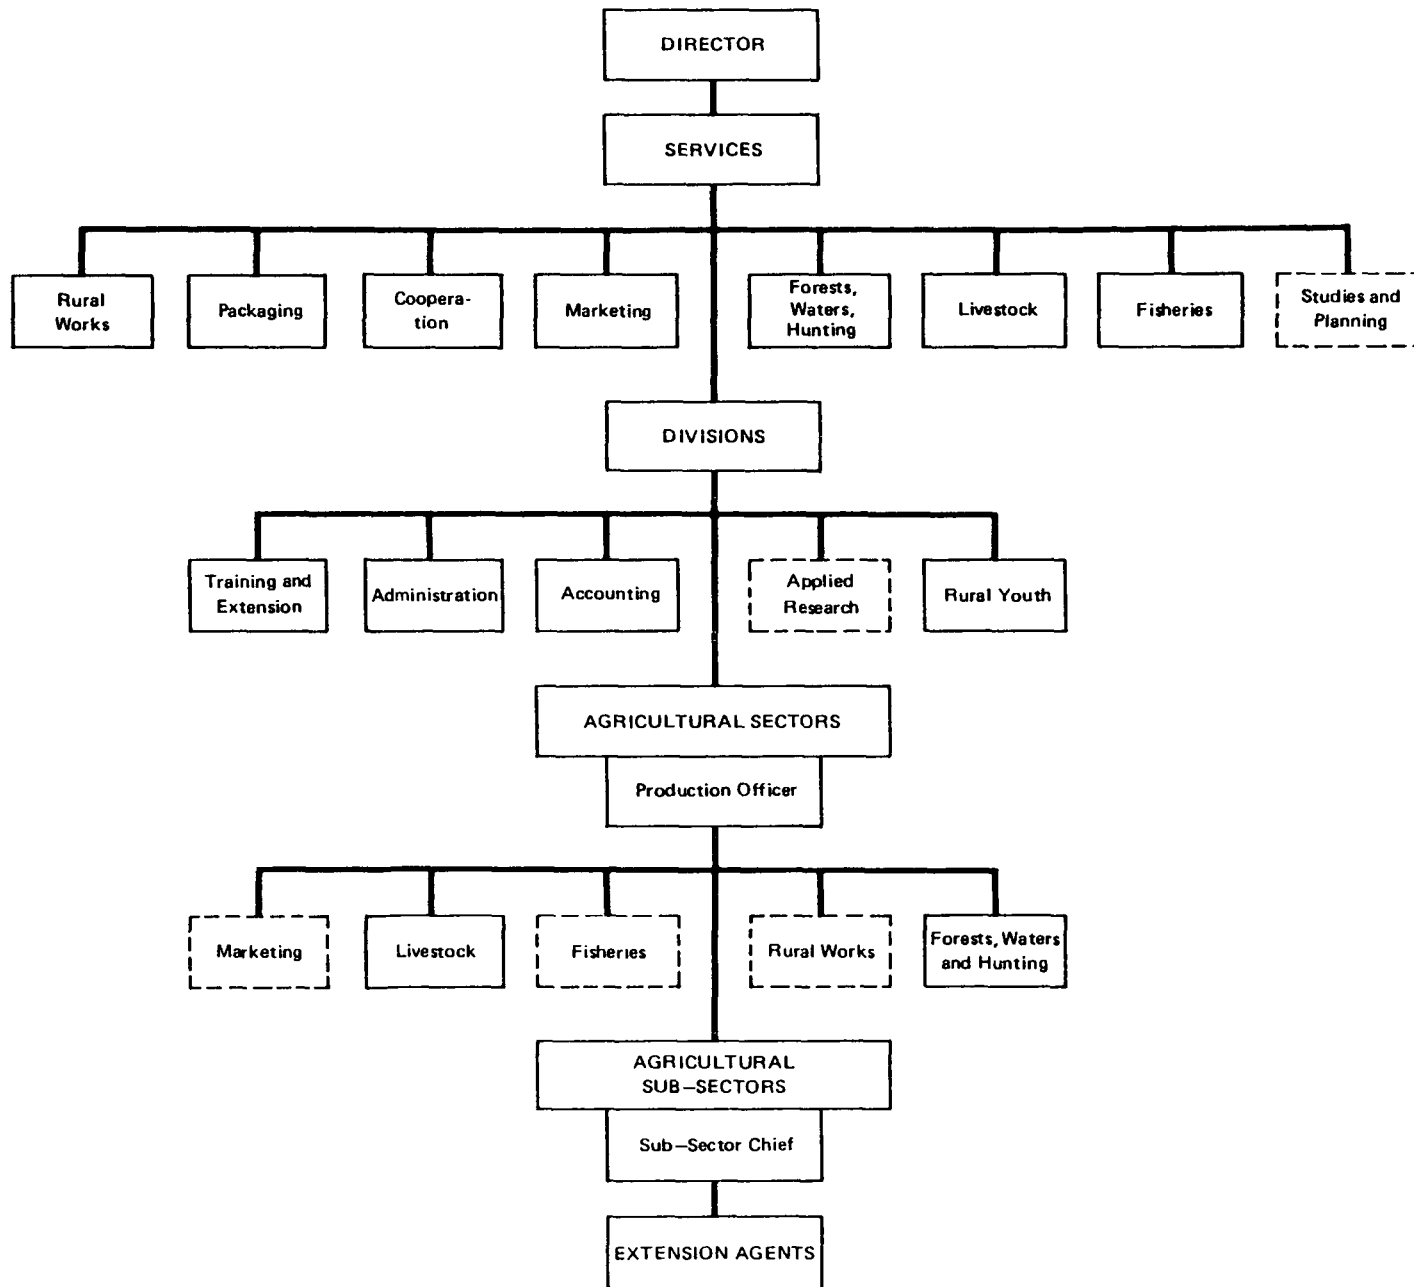 DIRECTOR
SERVICES
Rural
Works
Packaging
Coopera-
tion
Marketing
Forests,
Waters,
Hunting
Livestock
Fisheries
Studies and
Planning
DIVISIONS
Training and
Extension
Administration
Accounting
Applied
Research
Rural Youth
AGRICULTURAL SECTORS
Production Officer
Marketing
Livestock
Fisheries
Rural Works
Forests, Waters
and Hunting
AGRICULTURAL
SUB-SECTORS
Sub-Sector Chief
EXTENSION AGENTS